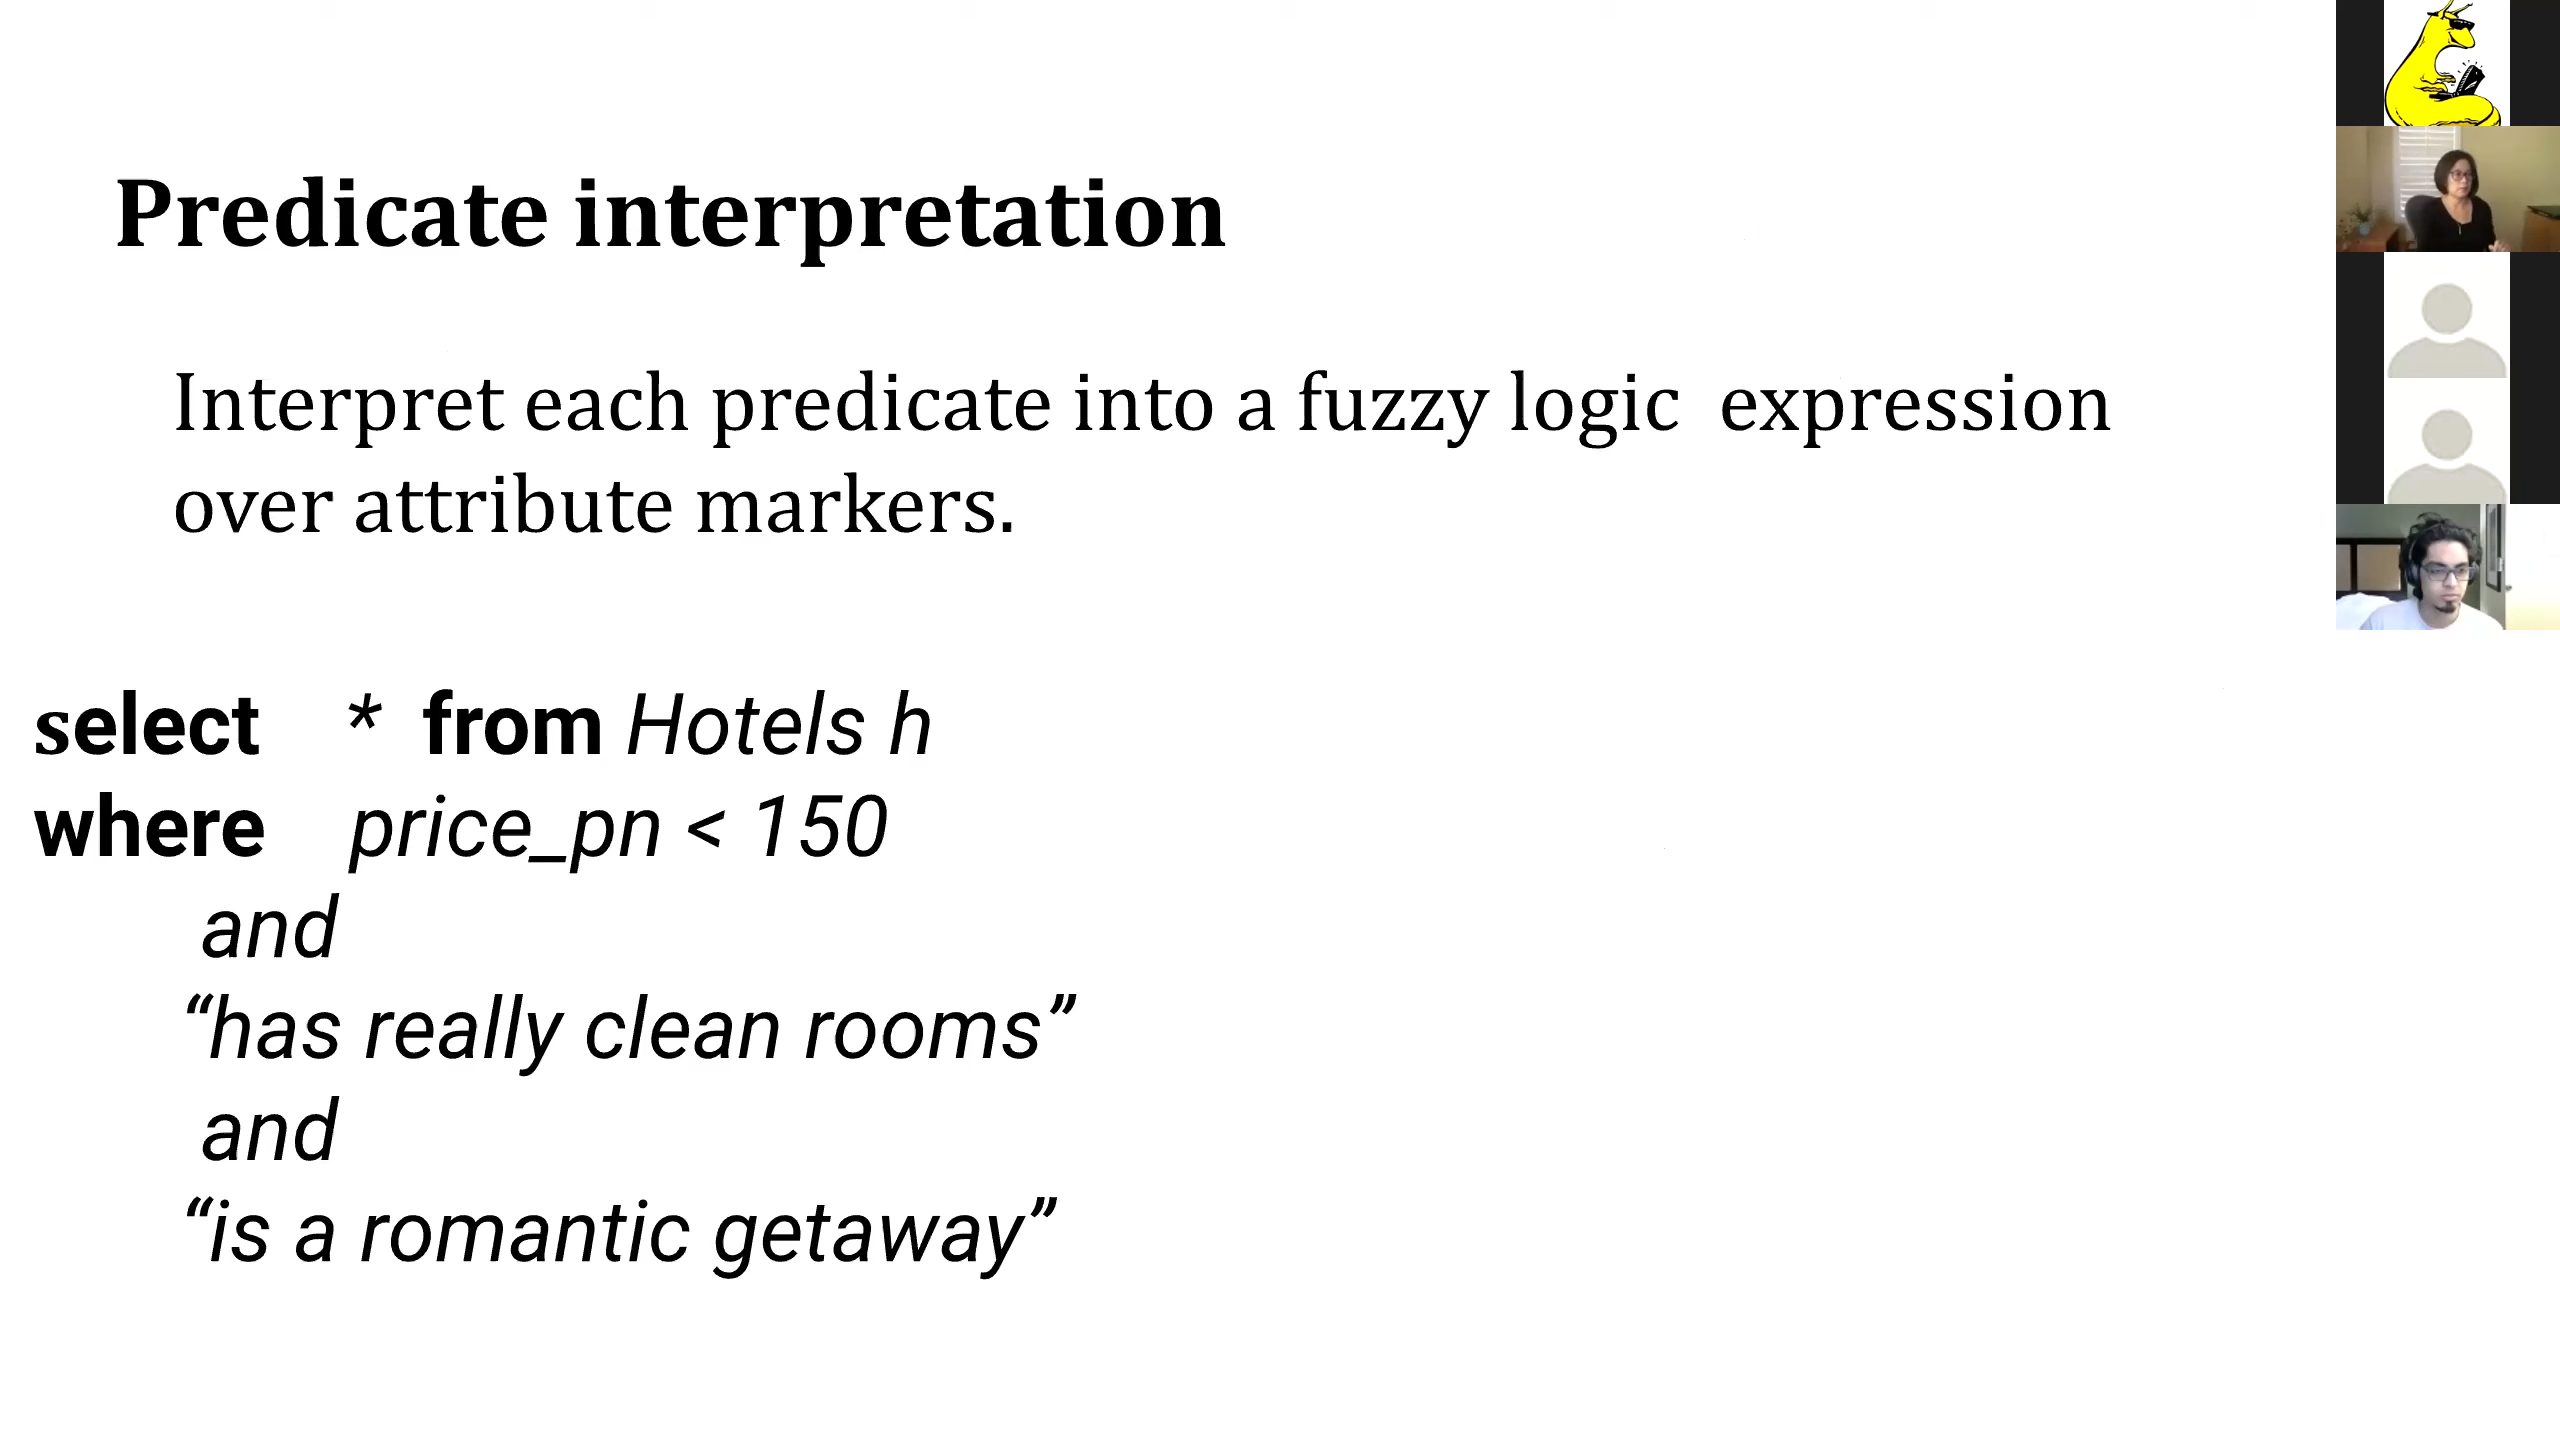 Predicate interpretation
Interpret each predicate into a fuzzy logic expression
over attribute markers.
select * from Hotels h
where price_pn < 150
and
“has really clean rooms”
and
“is a romantic getaway”